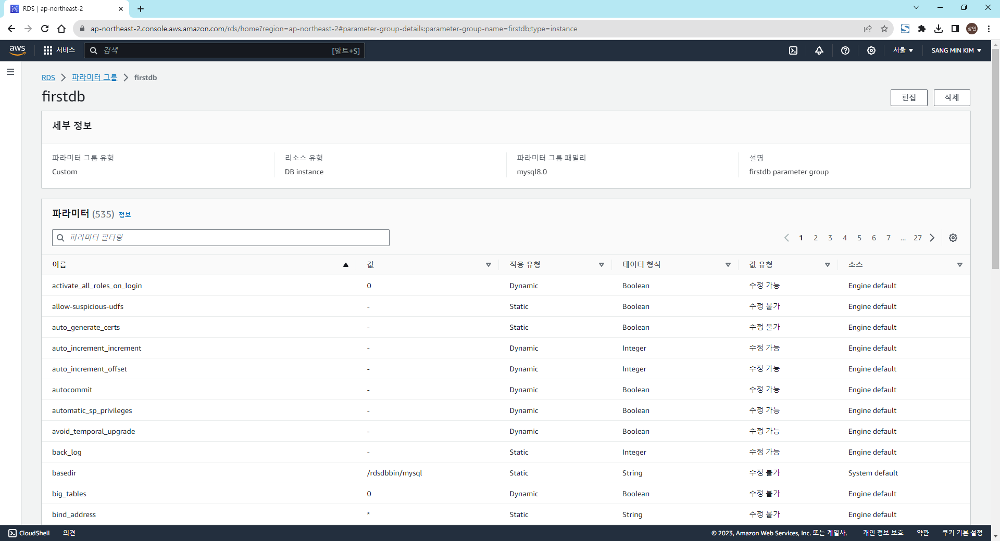 RDS | ap-northeast-2
ap-northeast-2.console.aws.amazon.com/rds/home?region=ap-northeast-2#parameter-group-details:parameter-group-name=firstdb;type=instance
상민
aws 서비스 검색 [알트+S] 서울 SANG MIN KIM
RDS 파라미터 그룹 firstdb
firstdb
편집 삭제
세부 정보
파라미터 그룹 유형 리소스 유형 파라미터 그룹 패밀리 설명
Custom DB instance mysql8.0 firstdb parameter group
파라미터 (535) 정보
파라미터 필터링 1 2 3 4 5 6 7 ... 27
이름 값 적용 유형 데이터 형식 값 유형 소스
activate_all_roles_on_login 0 Dynamic Boolean 수정 가능 Engine default
allow-suspicious-udfs - Static Boolean 수정 불가 Engine default
auto_generate_certs - Static Boolean 수정 불가 Engine default
auto_increment_increment - Dynamic Integer 수정 가능 Engine default
auto_increment_offset - Dynamic Integer 수정 가능 Engine default
autocommit - Dynamic Boolean 수정 가능 Engine default
automatic_sp_privileges - Dynamic Boolean 수정 가능 Engine default
avoid_temporal_upgrade - Dynamic Boolean 수정 가능 Engine default
back_log - Static Integer 수정 가능 Engine default
basedir /rdsdbbin/mysql Static String 수정 불가 System default
big_tables 0 Dynamic Boolean 수정 불가 Engine default
bind_address * Static String 수정 불가 Engine default
CloudShell 의견 © 2023, Amazon Web Services, Inc. 또는 계열사. 개인 정보 보호 약관 쿠키 기본 설정